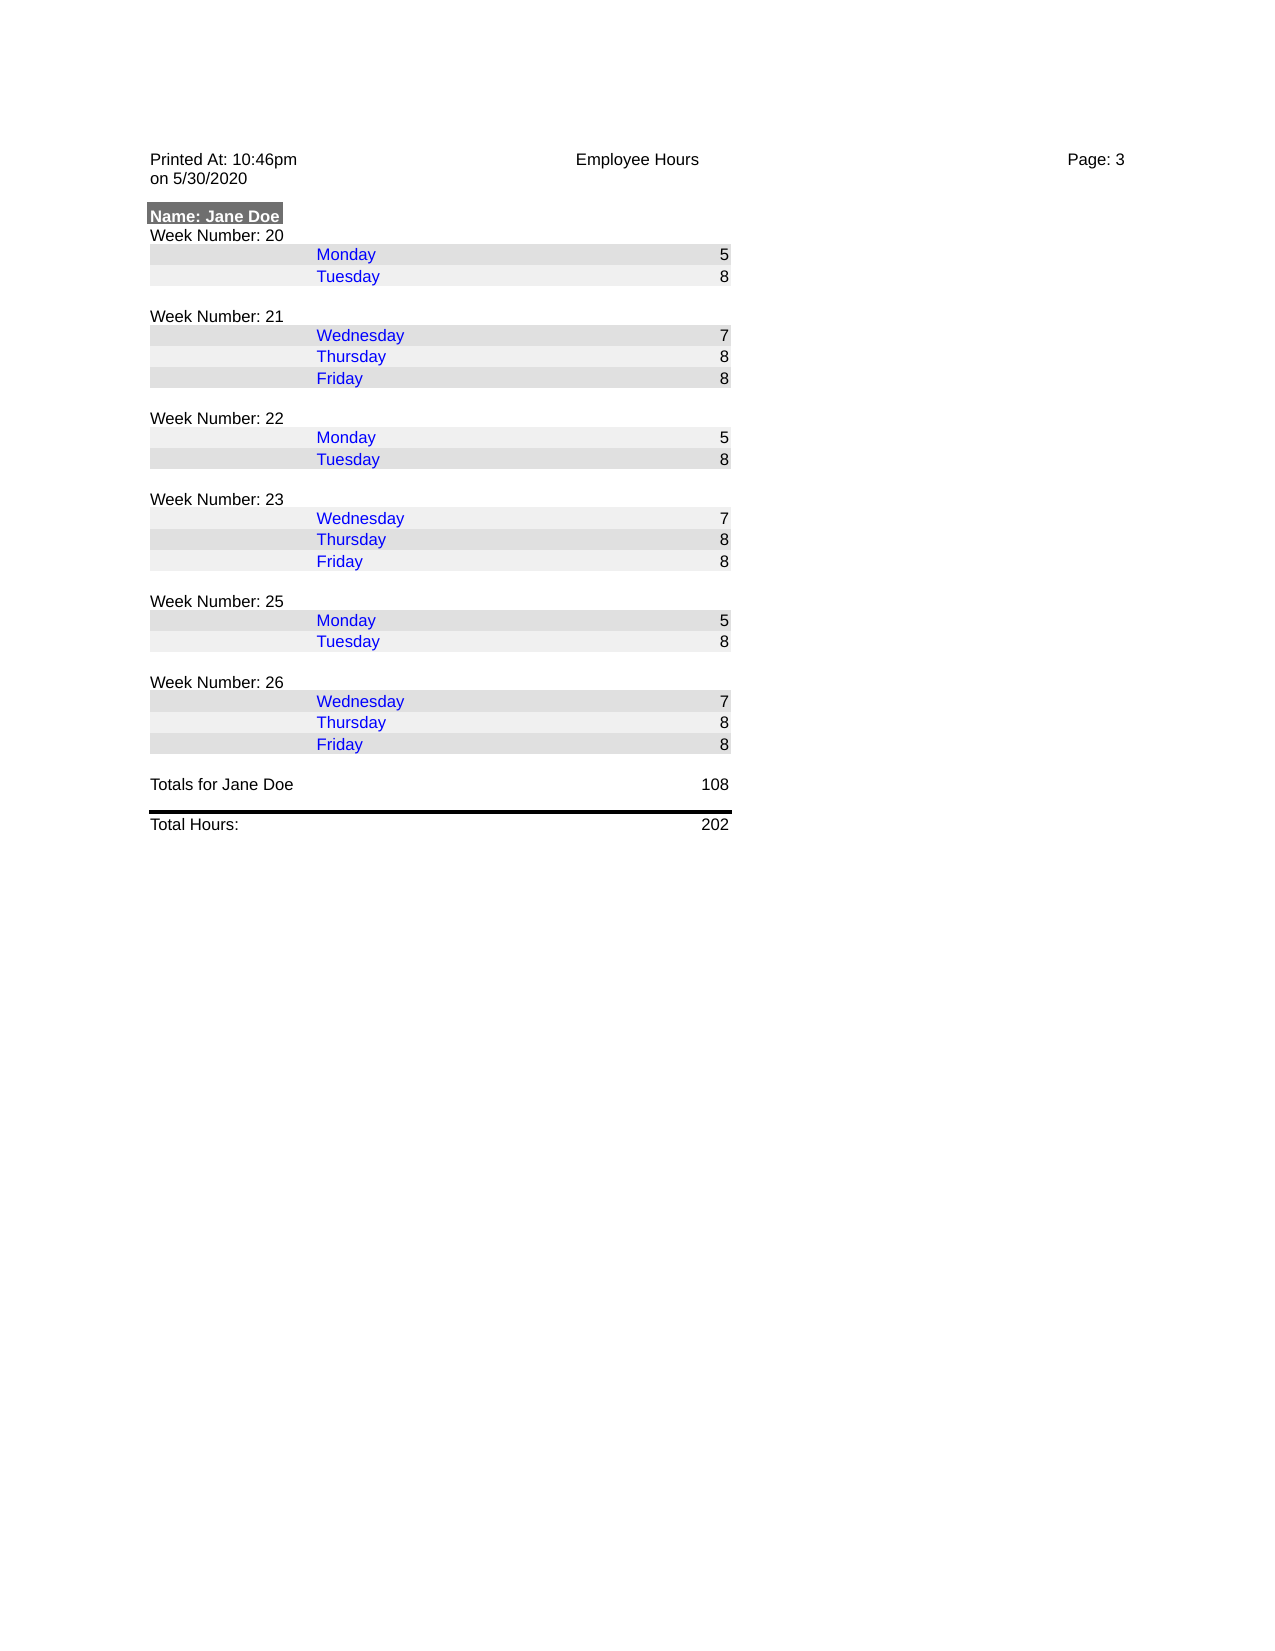 Printed At: 10:46pm Employee Hours Page: 3
on 5/30/2020
Name: Jane Doe
Week Number: 20
Monday 5
Tuesday 8
Week Number: 21
Wednesday 7
Thursday 8
Friday 8
Week Number: 22
Monday 5
Tuesday 8
Week Number: 23
Wednesday 7
Thursday 8
Friday 8
Week Number: 25
Monday 5
Tuesday 8
Week Number: 26
Wednesday 7
Thursday 8
Friday 8
Totals for Jane Doe 108
Total Hours: 202